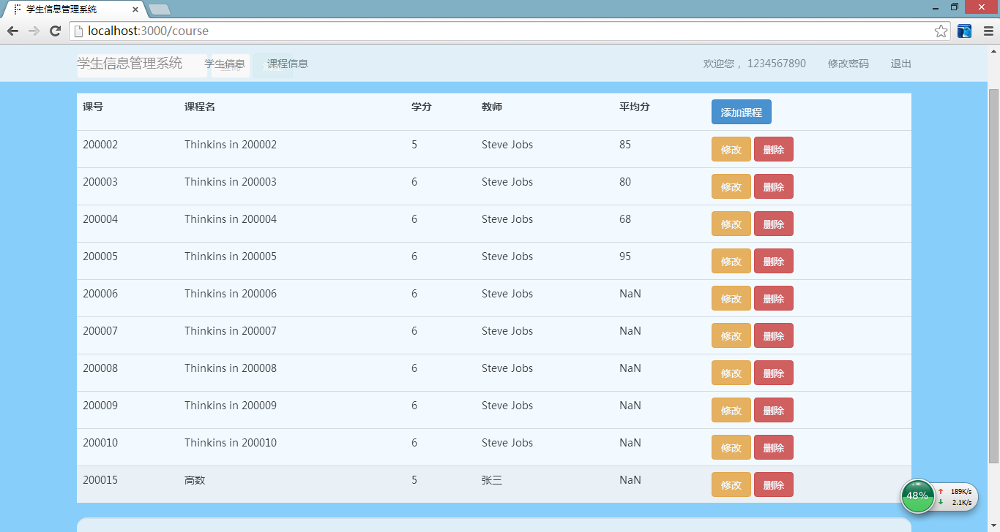 学生信息管理系统
localhost:3000/course
学生信息管理系统 学生信息 课程信息 欢迎您， 1234567890 修改密码 退出
课号 课程名 学分 教师 平均分 添加课程
200002 Thinkins in 200002 5 Steve Jobs 85 修改 删除
200003 Thinkins in 200003 6 Steve Jobs 80 修改 删除
200004 Thinkins in 200004 6 Steve Jobs 68 修改 删除
200005 Thinkins in 200005 6 Steve Jobs 95 修改 删除
200006 Thinkins in 200006 6 Steve Jobs NaN 修改 删除
200007 Thinkins in 200007 6 Steve Jobs NaN 修改 删除
200008 Thinkins in 200008 6 Steve Jobs NaN 修改 删除
200009 Thinkins in 200009 6 Steve Jobs NaN 修改 删除
200010 Thinkins in 200010 6 Steve Jobs NaN 修改 删除
200015 高数 5 张三 NaN 修改 删除
48% 189K/s
2.1K/s